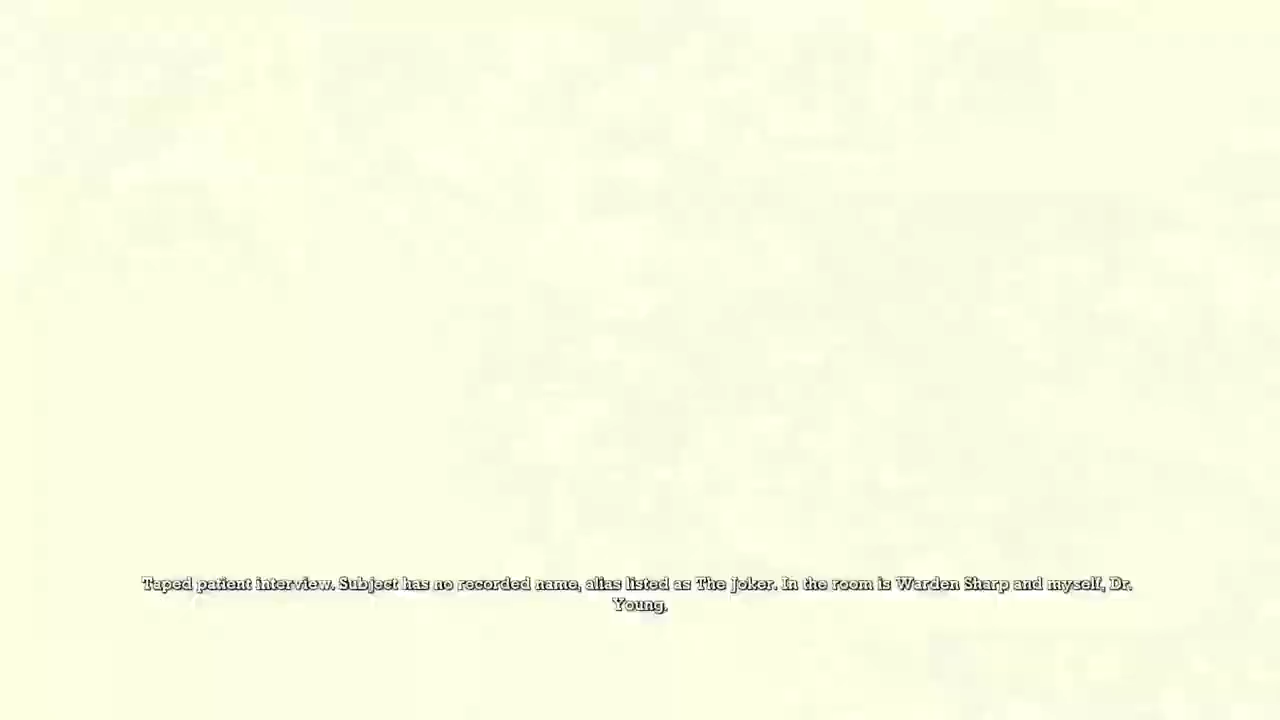 Taped patient interview. Subject has no recorded name, alias listed as The Joker. In the room is Warden Sharp and myself, Dr.
Young.